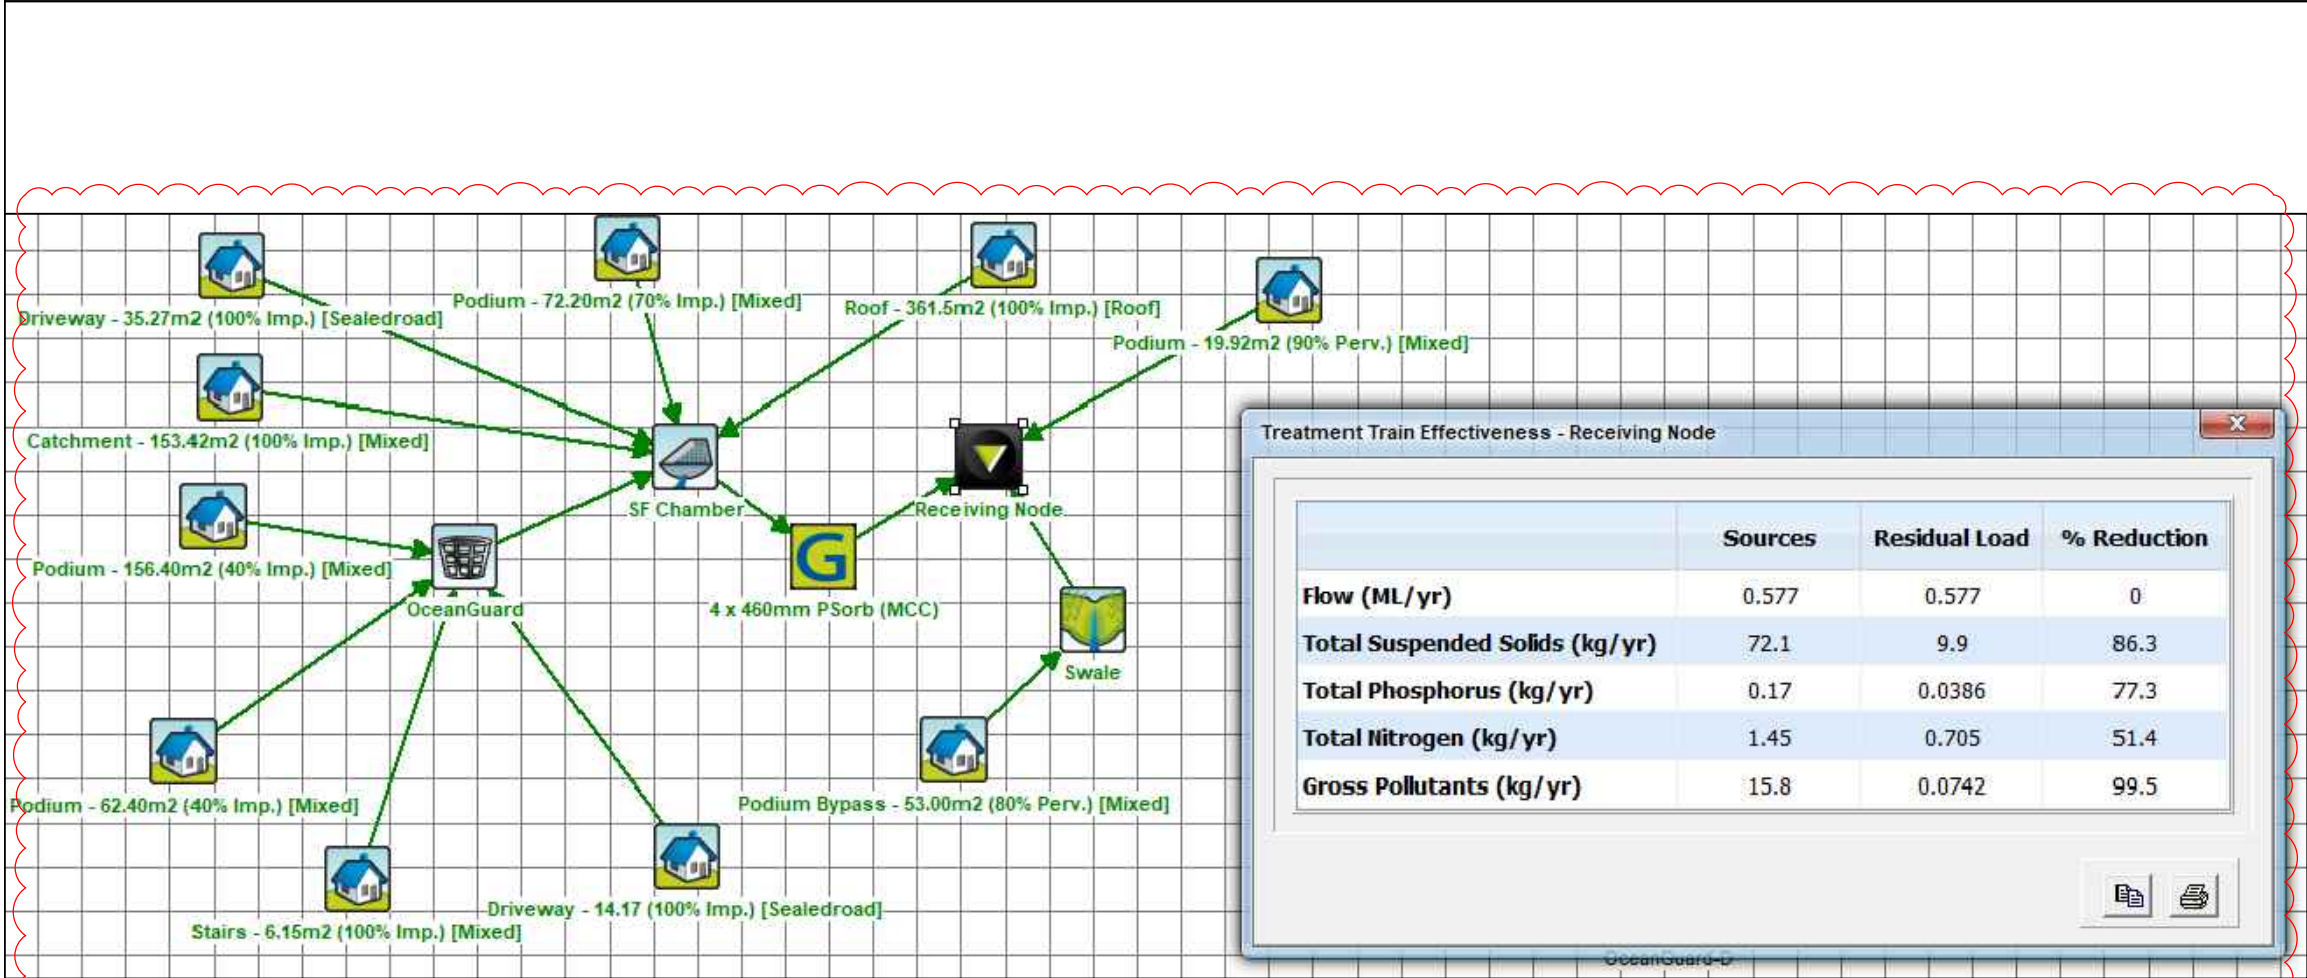 Driveway - 35.27m2 (100% Imp.) [Sealedroad]
Podium - 72.20m2 (70% Imp.) [Mixed]
Roof - 361.5m2 (100% Imp.) [Roof]
Podium - 19.92m2 (90% Perv.) [Mixed]
Catchment - 153.42m2 (100% Imp.) [Mixed]
SF Chamber
Receiving Node
Podium - 156.40m2 (40% Imp.) [Mixed]
OceanGuard
G
4 x 460mm PSorb (MCC)
Swale
Podium - 62.40m2 (40% Imp.) [Mixed]
Podium Bypass - 53.00m2 (80% Perv.) [Mixed]
Driveway - 14.17 (100% Imp.) [Sealedroad]
Stairs - 6.15m2 (100% Imp.) [Mixed]
Treatment Train Effectiveness - Receiving Node
Sources Residual Load % Reduction
Flow (ML/yr) 0.577 0.577 0
Total Suspended Solids (kg/yr) 72.1 9.9 86.3
Total Phosphorus (kg/yr) 0.17 0.0386 77.3
Total Nitrogen (kg/yr) 1.45 0.705 51.4
Gross Pollutants (kg/yr) 15.8 0.0742 99.5
OceanGuard-D